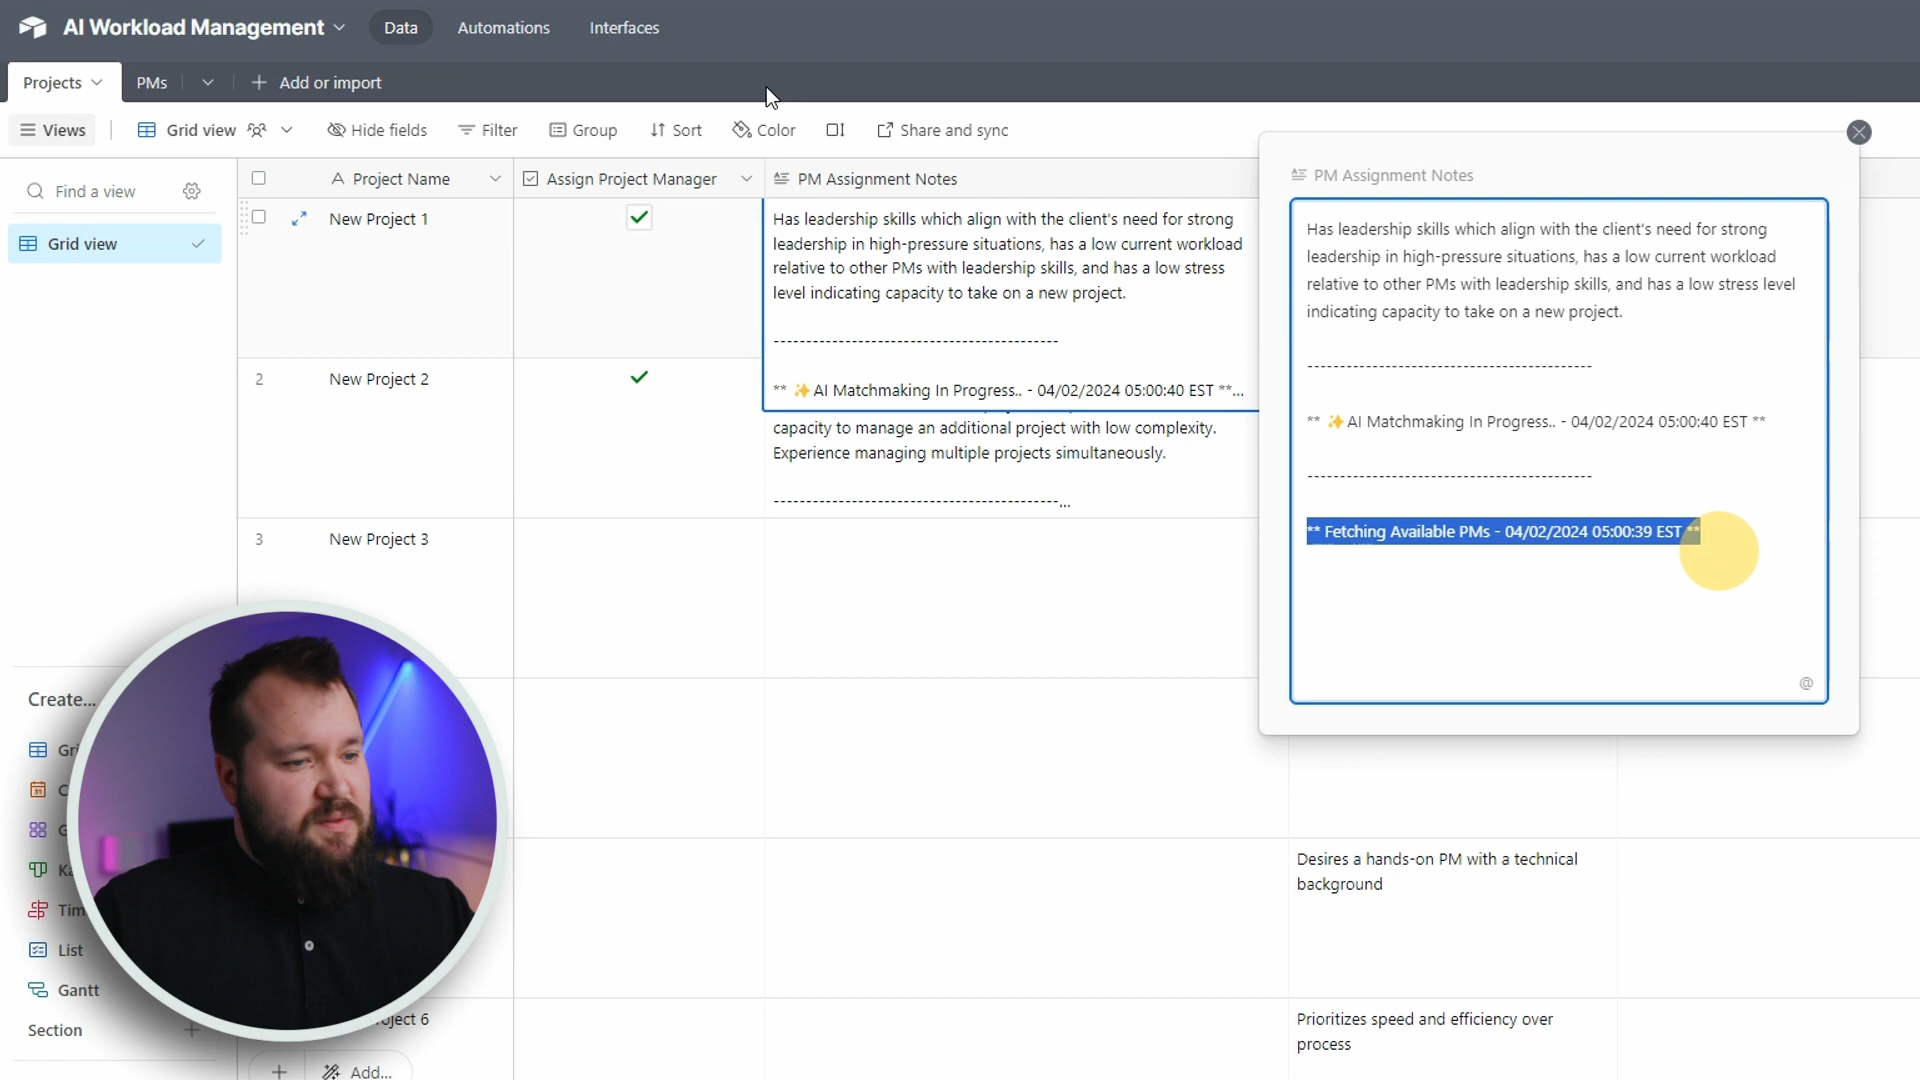 AI Workload Management
Data
Automations
Interfaces
Projects
PMs
Add or import
Views
Grid view
Hide fields
Filter
Group
Sort
Color
Share and sync
Find a view
Grid view
Project Name
Assign Project Manager
PM Assignment Notes
New Project 1
Has leadership skills which align with the client's need for strong
leadership in high-pressure situations, has a low current workload
relative to other PMs with leadership skills, and has a low stress
level indicating capacity to take on a new project.
--------------------------------------------
** ✨AI Matchmaking In Progress.. - 04/02/2024 05:00:40 EST **...
2
New Project 2
capacity to manage an additional project with low complexity.
Experience managing multiple projects simultaneously.
--------------------------------------------...
3
New Project 3
PM Assignment Notes
Has leadership skills which align with the client's need for strong
leadership in high-pressure situations, has a low current workload
relative to other PMs with leadership skills, and has a low stress level
indicating capacity to take on a new project.
--------------------------------------------
** ✨AI Matchmaking In Progress.. - 04/02/2024 05:00:40 EST **
--------------------------------------------
** Fetching Available PMs - 04/02/2024 05:00:39 EST **
@
Desires a hands-on PM with a technical
background
Prioritizes speed and efficiency over
process
Create...
List
Gantt
Section
oject 6
Add...